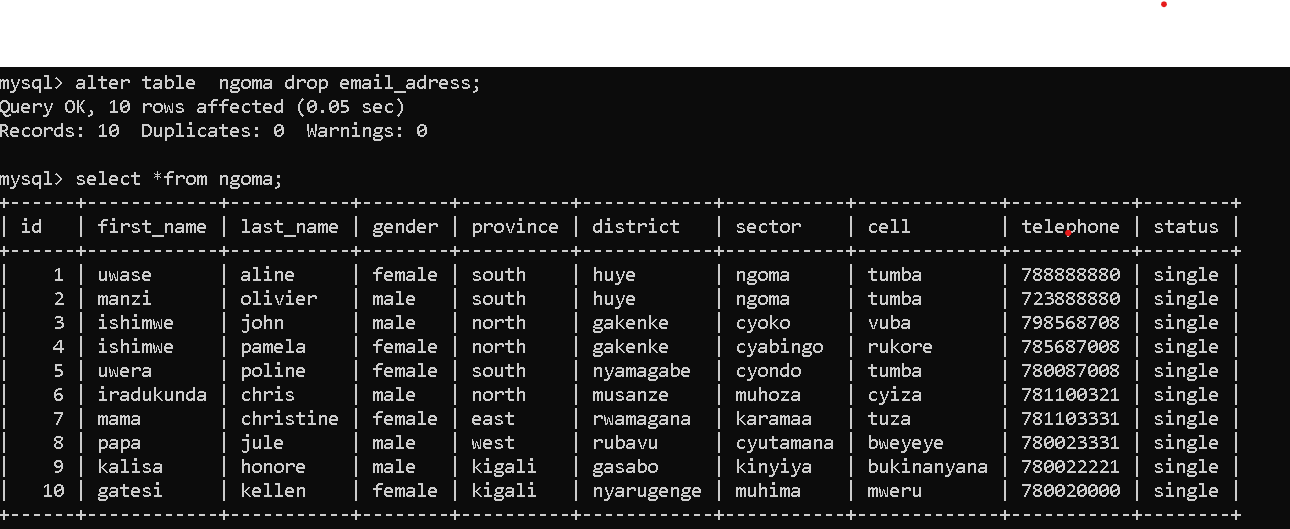 mysql> alter table  ngoma drop email_adress;
Query OK, 10 rows affected (0.05 sec)
Records: 10  Duplicates: 0  Warnings: 0
mysql> select *from ngoma;
+------+------------+-----------+--------+----------+------------+-----------+-------------+-----------+--------+
| id   | first_name | last_name | gender | province | district   | sector    | cell        | telephone | status |
+------+------------+-----------+--------+----------+------------+-----------+-------------+-----------+--------+
|    1 | uwase      | aline     | female | south    | huye       | ngoma     | tumba       | 788888880 | single |
|    2 | manzi      | olivier   | male   | south    | huye       | ngoma     | tumba       | 723888880 | single |
|    3 | ishimwe    | john      | male   | north    | gakenke    | cyoko     | vuba        | 798568708 | single |
|    4 | ishimwe    | pamela    | female | north    | gakenke    | cyabingo  | rukore      | 785687008 | single |
|    5 | uwera      | poline    | female | south    | nyamagabe  | cyondo    | tumba       | 780087008 | single |
|    6 | iradukunda | chris     | male   | north    | musanze    | muhoza    | cyiza       | 781100321 | single |
|    7 | mama       | christine | female | east     | rwamagana  | karamaa   | tuza        | 781103331 | single |
|    8 | papa       | jule      | male   | west     | rubavu     | cyutamana | bweyeye     | 780023331 | single |
|    9 | kalisa     | honore    | male   | kigali   | gasabo     | kinyiya   | bukinanyana | 780022221 | single |
|   10 | gatesi     | kellen    | female | kigali   | nyarugenge | muhima    | mweru       | 780020000 | single |
+------+------------+-----------+--------+----------+------------+-----------+-------------+-----------+--------+